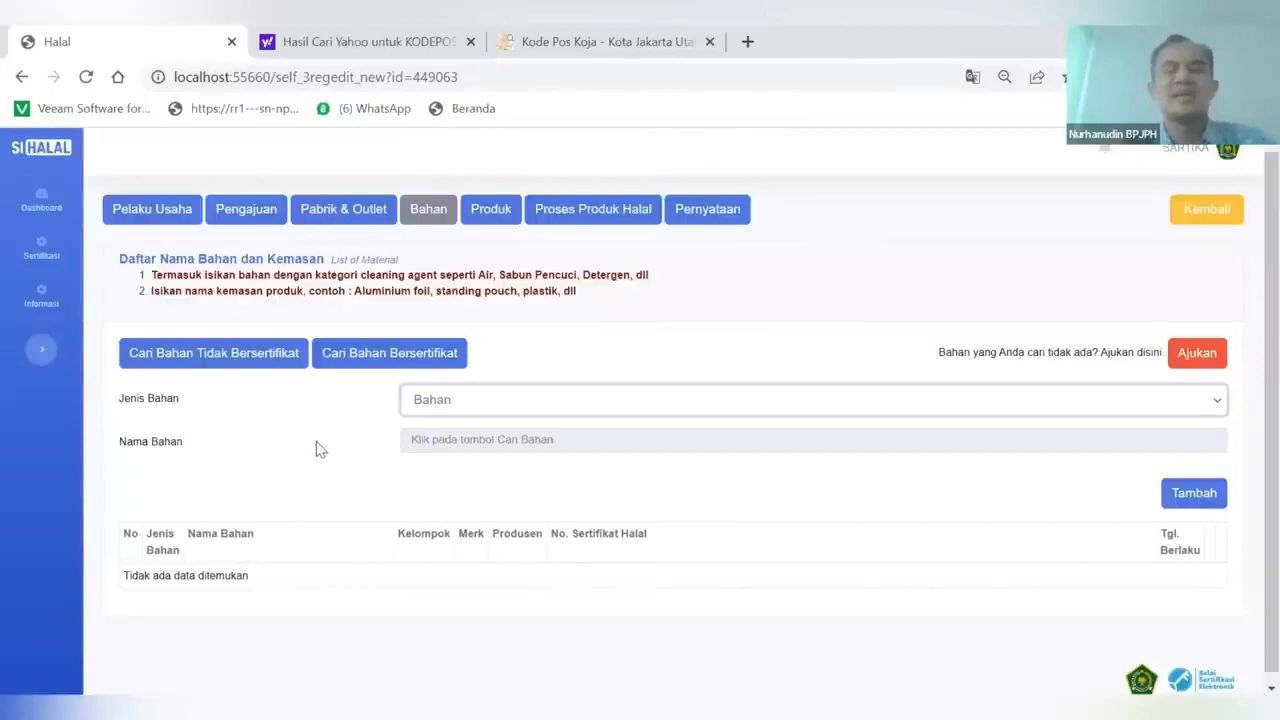 Halal
Hasil Cari Yahoo untuk KODEPOS
Kode Pos Koja - Kota Jakarta Uta
localhost:55660/self_3regedit_new?id=449063
Veeam Software for...
https://rr1---sn-np...
(6) WhatsApp
Beranda
Nurhanudin BPJPH
SIHALAL
SARTIKA
Dashboard
Sertifikasi
Informasi
Pelaku Usaha
Pengajuan
Pabrik & Outlet
Bahan
Produk
Proses Produk Halal
Pernyataan
Kembali
Daftar Nama Bahan dan Kemasan List of Material
1 Termasuk isikan bahan dengan kategori cleaning agent seperti Air, Sabun Pencuci, Detergen, dll
2. Isikan nama kemasan produk, contoh : Aluminium foil, standing pouch, plastik, dll
Cari Bahan Tidak Bersertifikat
Cari Bahan Bersertifikat
Bahan yang Anda cari tidak ada? Ajukan disini
Ajukan
Jenis Bahan
Bahan
Nama Bahan
Klik pada tombol Cari Bahan
Tambah
No
Jenis Bahan
Nama Bahan
Kelompok
Merk
Produsen
No. Sertifikat Halal
Tgl. Berlaku
Tidak ada data ditemukan
Balai
Sertifikasi
Elektronik